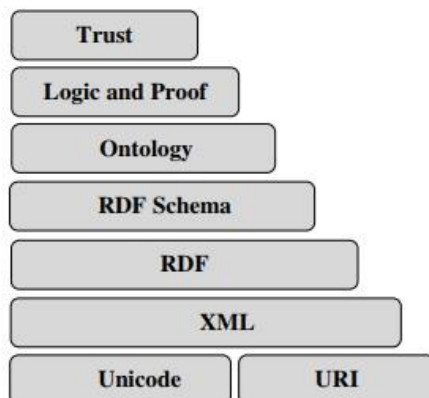 Trust
Logic and Proof
Ontology
RDF Schema
RDF
XML
Unicode URI